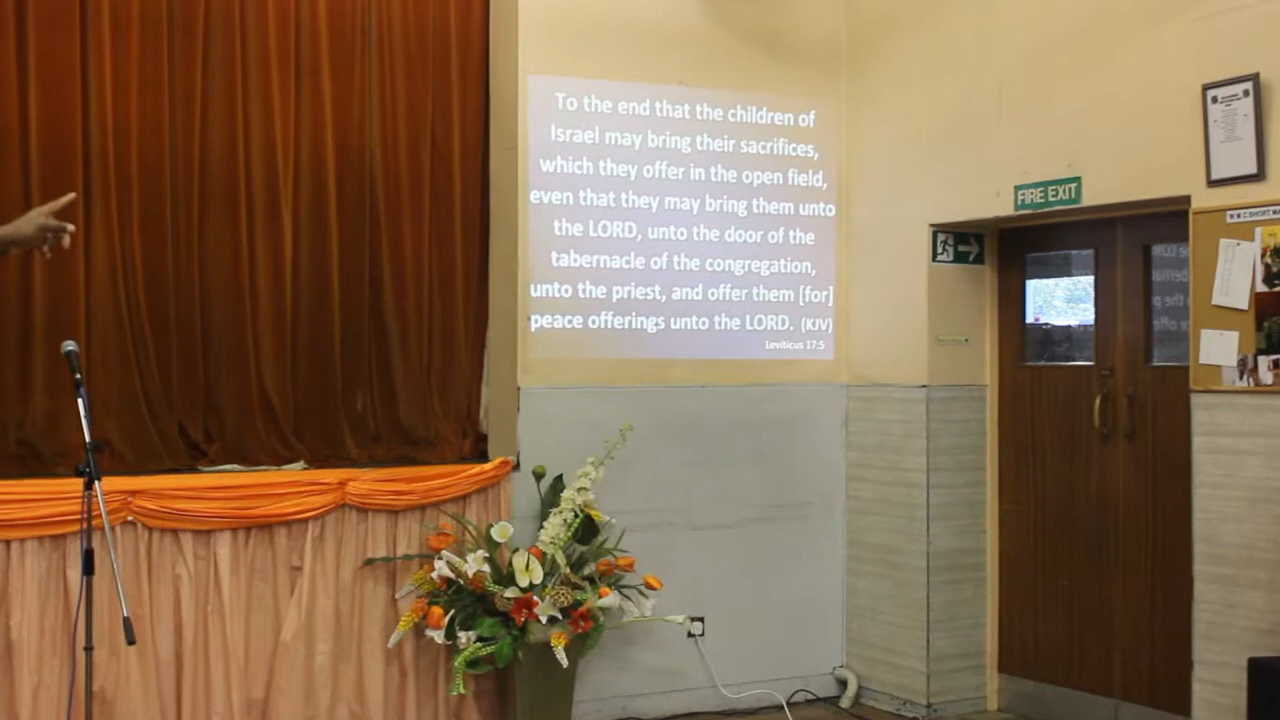 To the end that the children of
Israel may bring their sacrifices,
which they offer in the open field,
even that they may bring them unto
the LORD, unto the door of the
tabernacle of the congregation,
unto the priest, and offer them [for]
peace offerings unto the LORD. (KJV)
Leviticus 17:5
FIRE EXIT